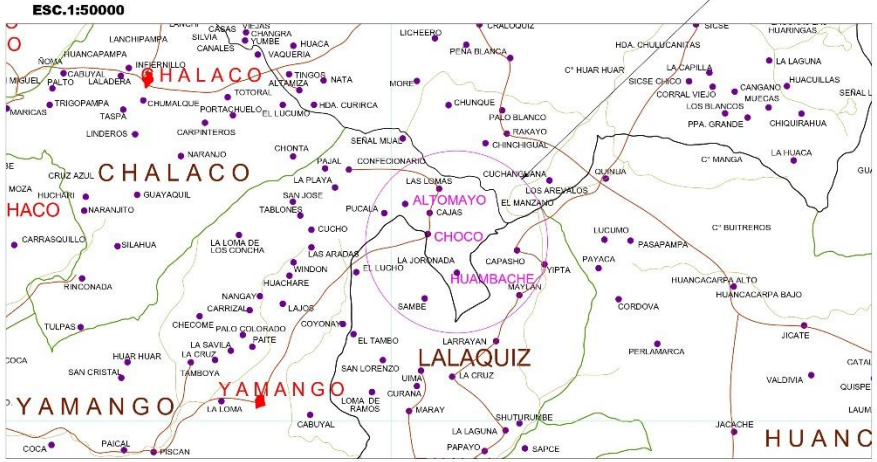 ESC.1:50000
LANCHI
CASAS
VIEJAS
CHANGRA
SILVIA
YUMBE
CANALES
HUACA
VAQUERIA
LANCHIPAMPA
HUANCAPAMPA
ÑOMA
INFIERNILLO
CHALACO
CABUYAL
LALADERA
MIGUEL
PALTO
TINGOS
NATA
ALTAMIZA
MARICAS
TRIGOPAMPA
CHUMALQUE
TASPA
TOTORAL
PORTACHUELO
EL LUCUMO
HDA. CURIRCA
LINDEROS
CARPINTEROS
LICHEERO
CHALOQUIZ
PEÑA BLANCA
MORE
CHUNQUE
PALO BLANCO
RAKAYO
CHINCHIGUAL
SICSE
HDA. CHULUCANITAS
HUARINGAS
LA LAGUNA
LA CAPILLA
C° HUAR HUAR
SICSE CHICO
HUACUILLAS
CANGANO
CORRAL VIEJO
MUECAS
LOS BLANCOS
PPA. GRANDE
CHIQUIRAHUA
SEÑAL L
SEÑAL MIJAL
CHONTA
NARANJO
CONFECIONARIO
PAJAL
CHALACO
CRUZ AZUL
MOZA
HUCHARI
GUAYAQUIL
HACO
NARANJITO
LA PLAYA
SAN JOSE
TABLONES
PUCALA
LAS LOMAS
ALTOMAYO
CAJAS
CHOCO
CUCHANGUAYA
LOS AREVALOS
EL MANZANO
QUINUA
C° MANGA
LA HUACA
GUA
C° BUITREROS
CARRASQUILLO
SILAHUA
LA LOMA DE
LOS CONCHA
CUCHO
LAS ARADAS
WINDON
HUACHARE
EL LUCHO
LA JORONADA
HUAMBACHE
CAPASHO
YIPTA
MAYLAN
LUCUMO
PASAPAMPA
PAYACA
HUANCACARPA ALTO
HUANCACARPA BAJO
RINCONADA
NANGAY
CARRIZAL
LAJOS
SAMBE
CORDOVA
TULPAS
CHECOME
PALO COLORADO
COYONAY
EL TAMBO
LARRAYAN
JICATE
LA SAVILA
PAITE
PERLAMARCA
COCA
HUAR HUAR
LA CRUZ
SAN CRISTAL
TAMBOYA
YAMANGO
SAN LORENZO
LALAQUIZ
UIMA
LA CRUZ
CURANA
CATAL
VALDIVIA
QUISPE
YAMANGO
LA LOMA
CABUYAL
LOMA DE
RAMOS
MARAY
LAUM
SHUTURUMBE
LA LAGUNA
JACACHE
HUANC
COCA
PAICAL
PISCAN
PAPAYO
SAPCE